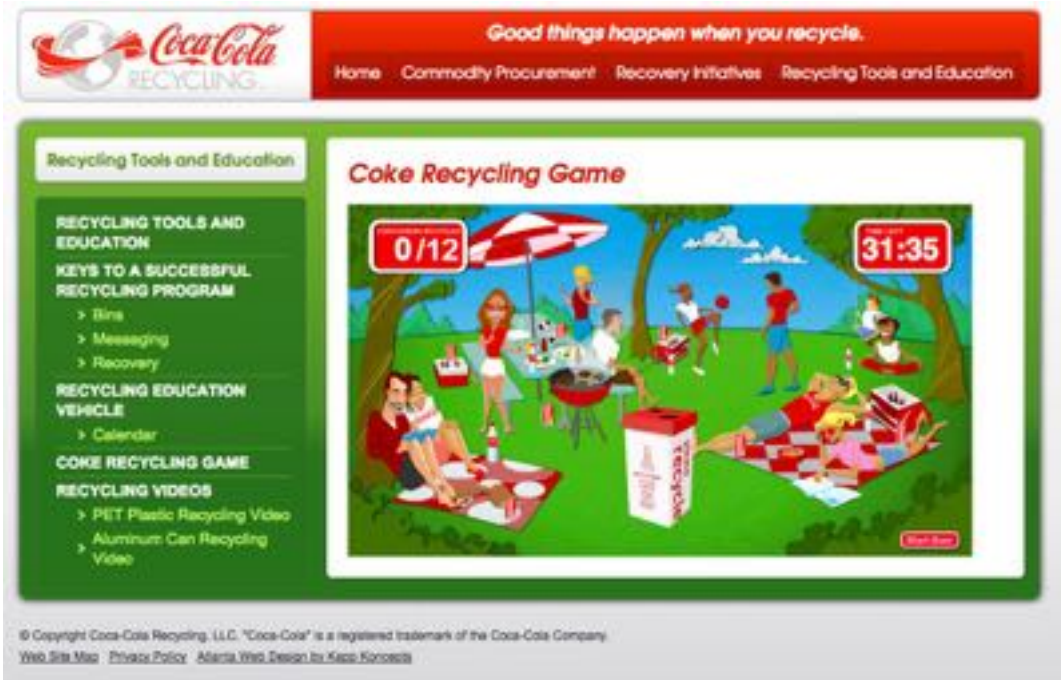 Coca-Cola
RECYCLING
Good things happen when you recycle.
Home Commodity Procurement Recovery Initiatives Recycling Tools and Education
Recycling Tools and Education
RECYCLING TOOLS AND
EDUCATION
KEYS TO A SUCCESSFUL
RECYCLING PROGRAM
> Bins
> Messaging
> Recovery
RECYCLING EDUCATION
VEHICLE
> Calendar
COKE RECYCLING GAME
RECYCLING VIDEOS
> PET Plastic Recycling Video
> Aluminum Can Recycling
Video
Coke Recycling Game
0/12
TIME LEFT
31:35
recycle
Start Over
© Copyright Coca-Cola Recycling, LLC. "Coca-Cola" is a registered trademark of the Coca-Cola Company.
Web Site Map Privacy Policy Atlanta Web Design by Kapp Koncepts